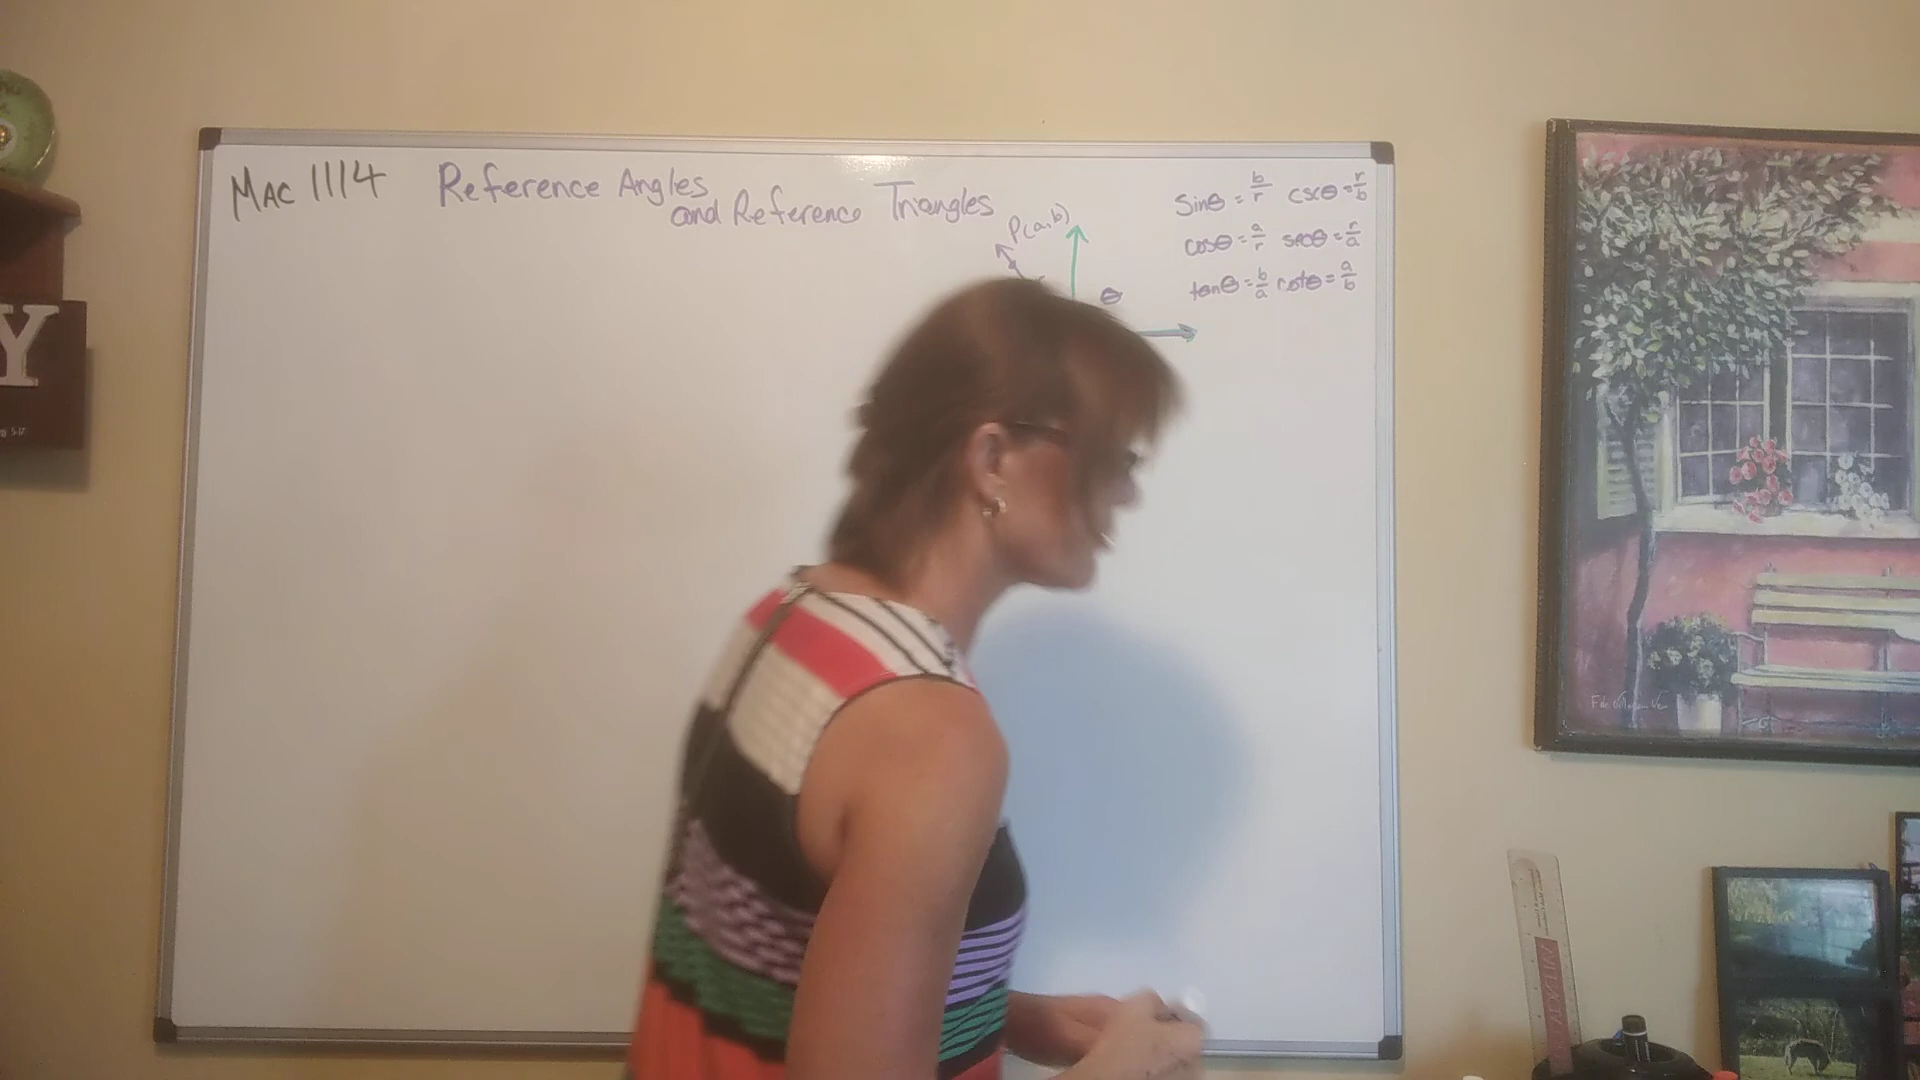 MAC 1114
Reference Angles
and Reference Triangles
P(a,b)
θ
sinθ = b/r cscθ = r/b
cosθ = a/r secθ = r/a
tanθ = b/a cotθ = a/b
Y